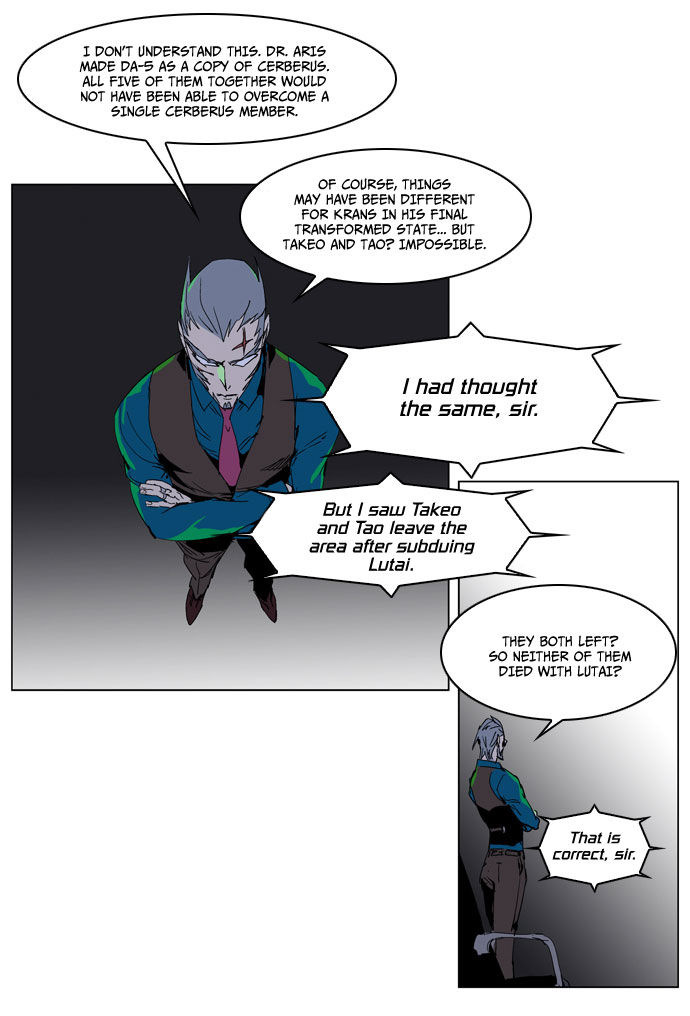 I DON'T UNDERSTAND THIS. DR. ARIS
MADE DA-5 AS A COPY OF CERBERUS.
ALL FIVE OF THEM TOGETHER WOULD
NOT HAVE BEEN ABLE TO OVERCOME A
SINGLE CERBERUS MEMBER.
OF COURSE, THINGS
MAY HAVE BEEN DIFFERENT
FOR KRANS IN HIS FINAL
TRANSFORMED STATE... BUT
TAKEO AND TAO? IMPOSSIBLE.
I had thought
the same, sir.
But I saw Takeo
and Tao leave the
area after subduing
Lutai.
THEY BOTH LEFT?
SO NEITHER OF THEM
DIED WITH LUTAI?
That is
correct, sir.